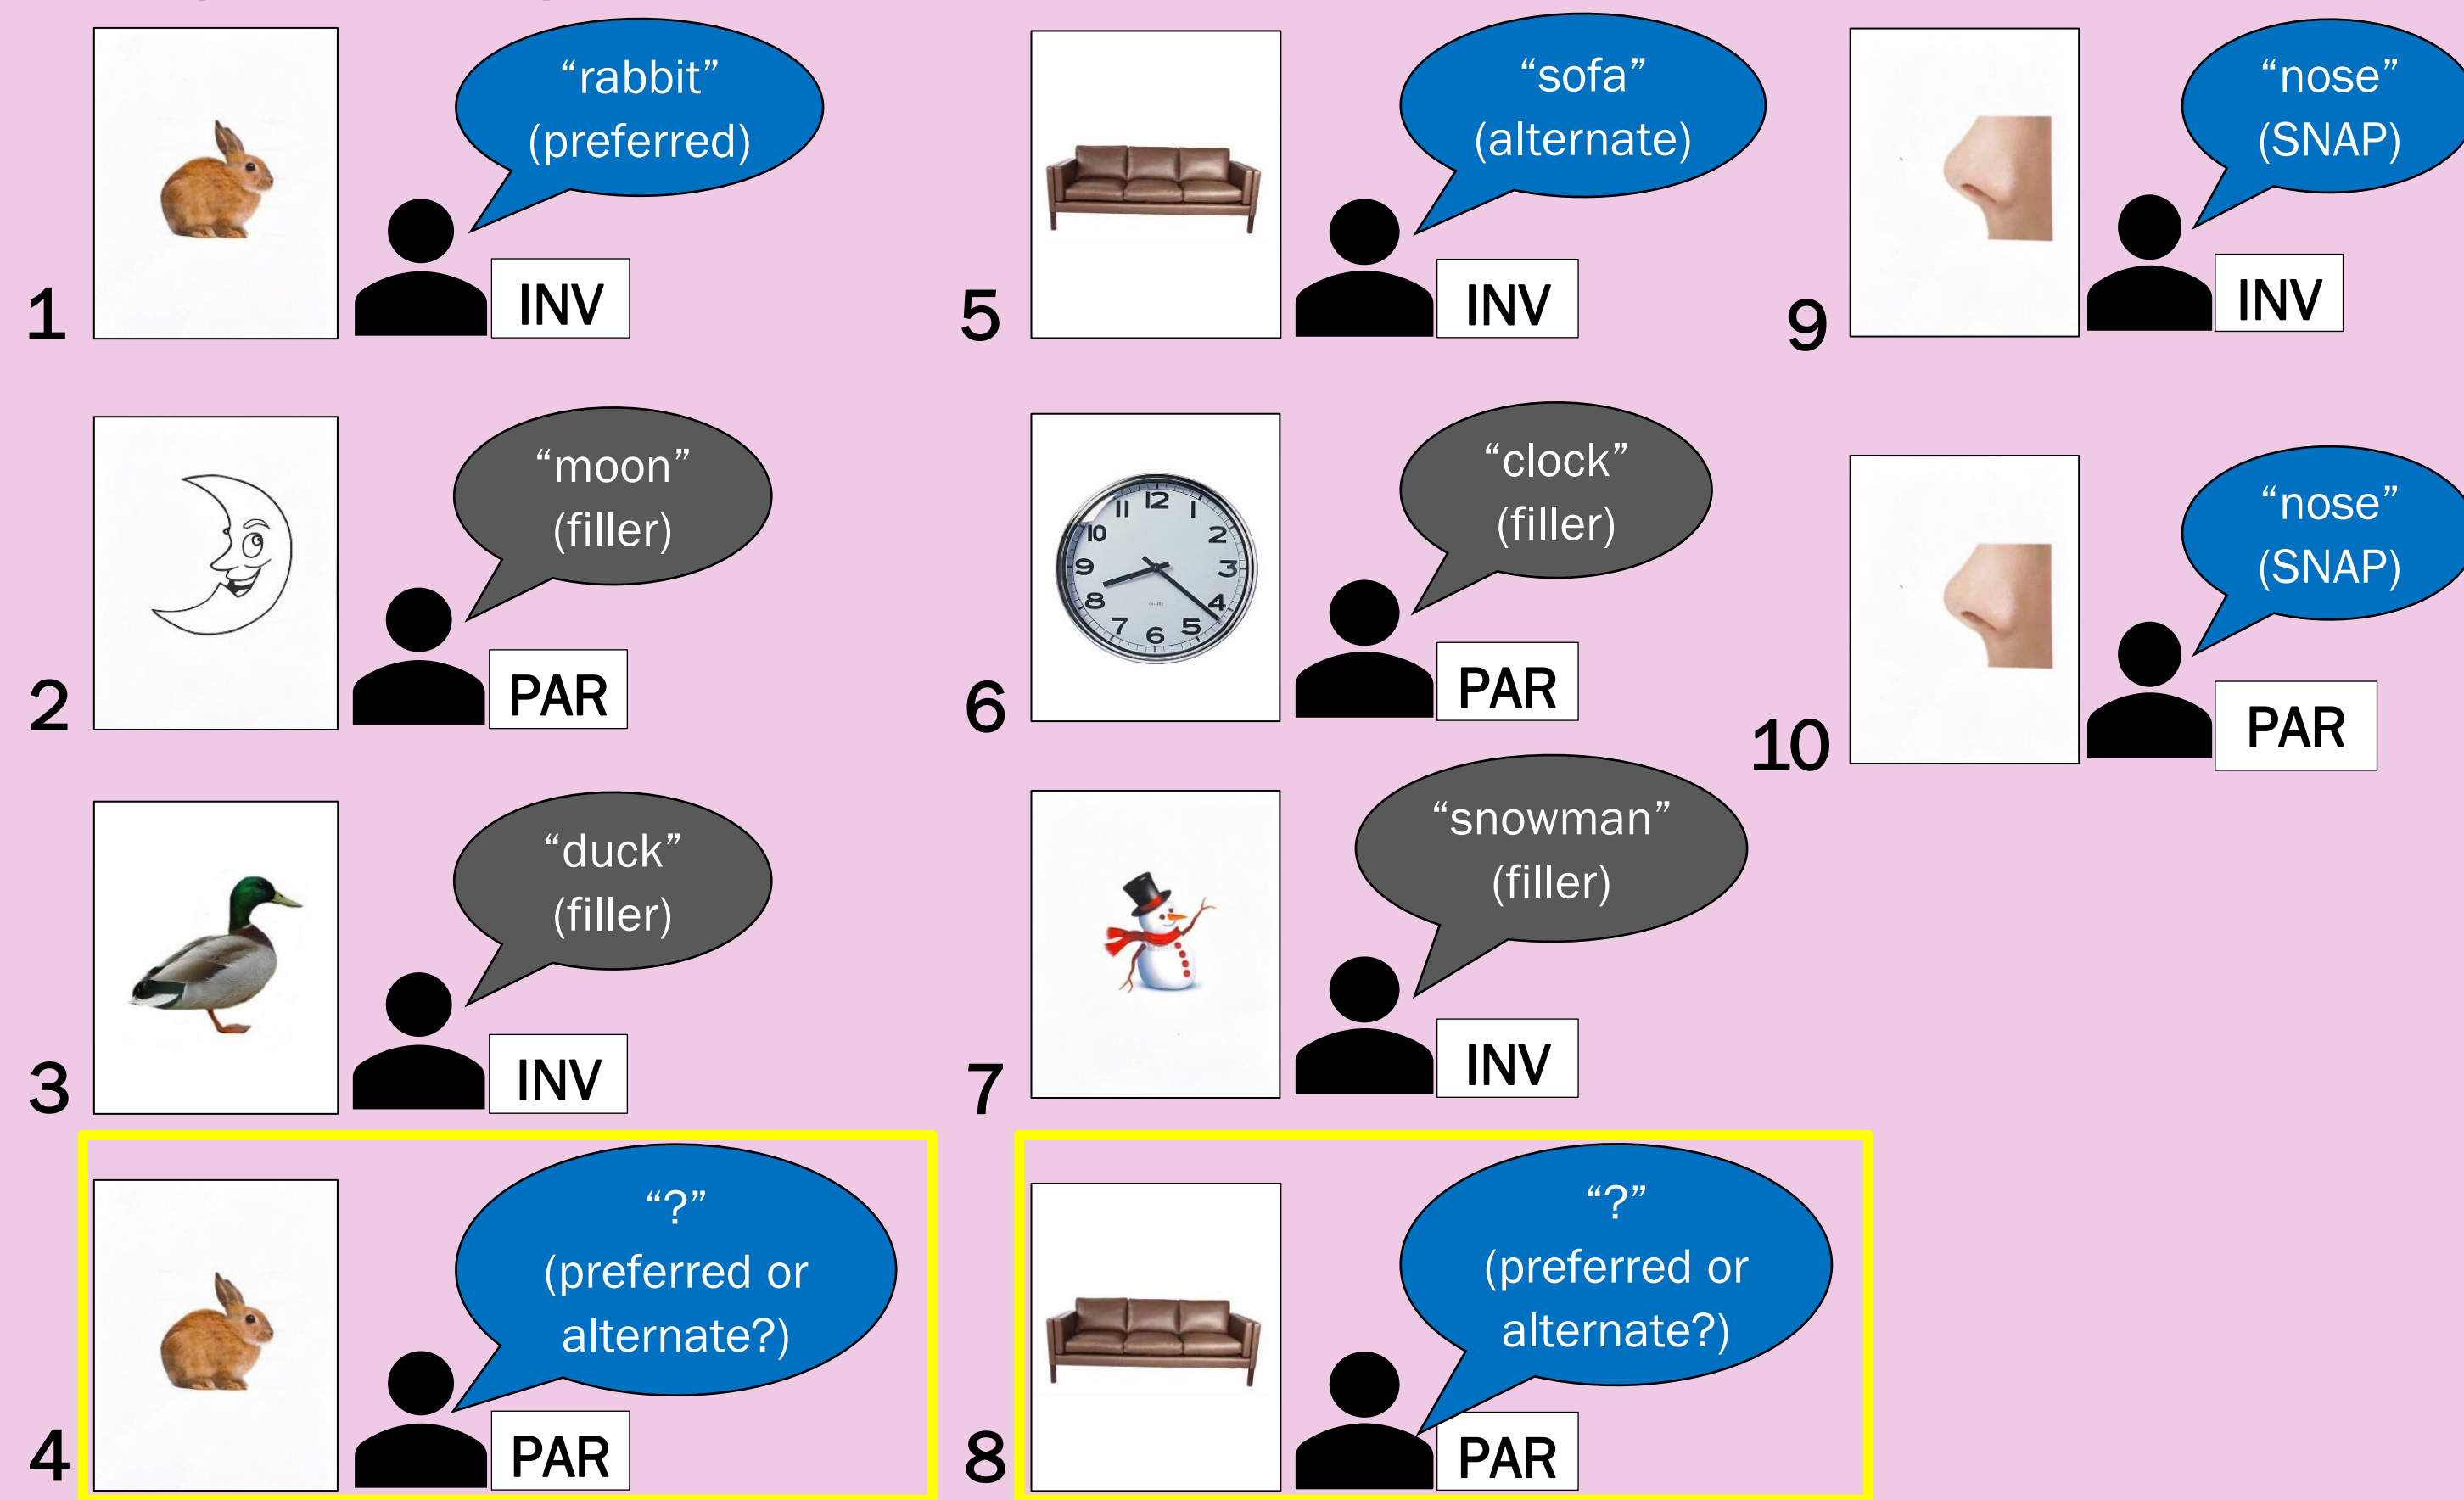 1
“rabbit”
(preferred)
INV
2
“moon”
(filler)
PAR
3
“duck”
(filler)
INV
4
“?”
(preferred or
alternate?)
PAR
5
“sofa”
(alternate)
INV
6
12
1
2
3
4
5
6
7
8
9
10
11
“clock”
(filler)
PAR
7
“snowman”
(filler)
INV
8
“?”
(preferred or
alternate?)
PAR
9
“nose”
(SNAP)
INV
10
“nose”
(SNAP)
PAR